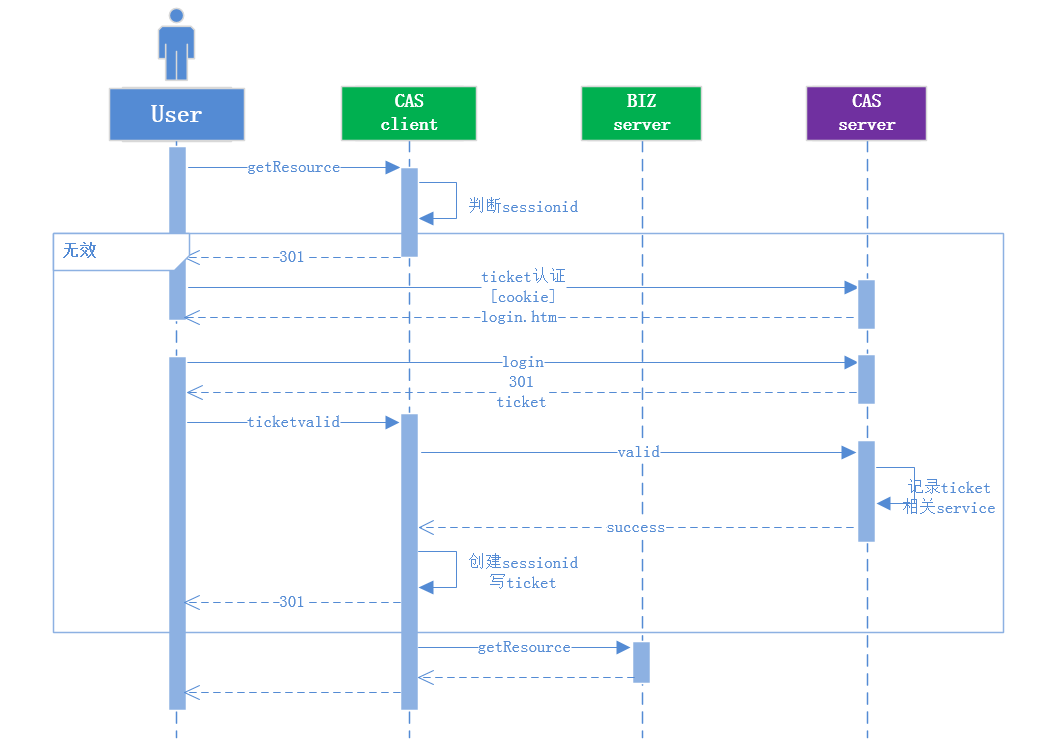 User
CAS
client
BIZ
server
CAS
server
getResource
判断sessionid
无效
301
ticket认证
[cookie]
login.htm
login
301
ticket
ticketvalid
valid
记录ticket
相关service
success
创建sessionid
写ticket
301
getResource